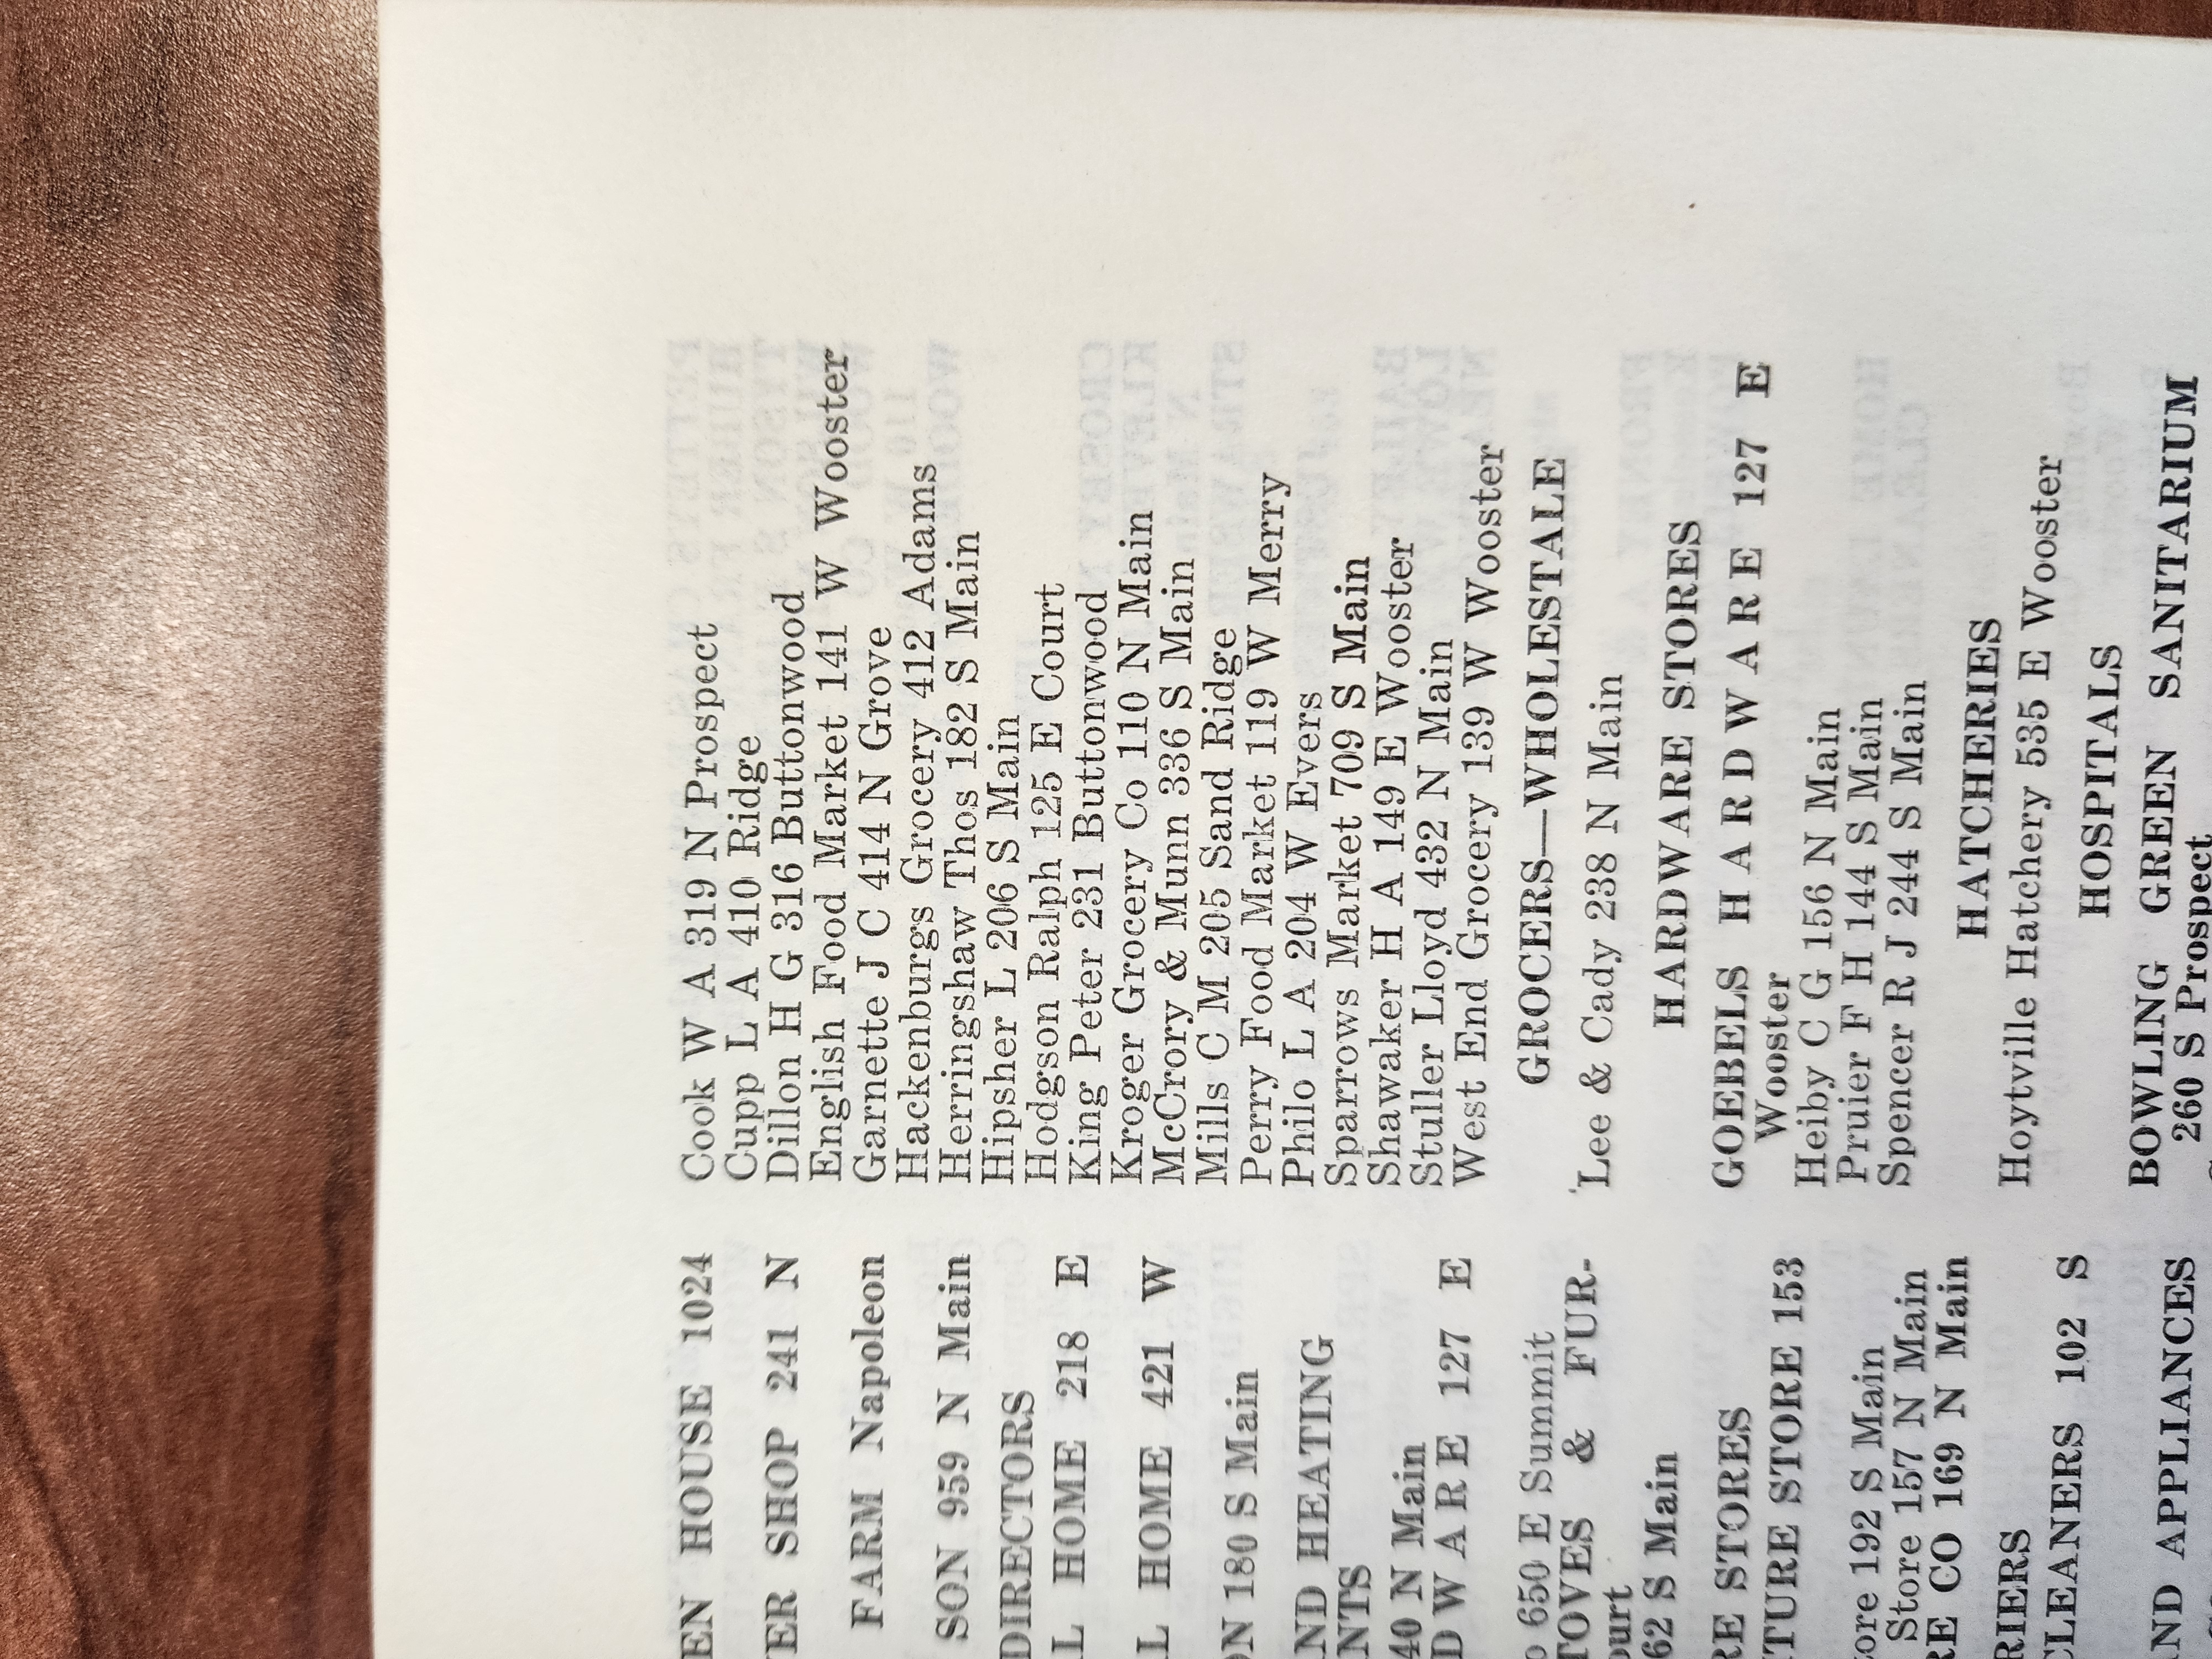 EN HOUSE 1024
ER SHOP 241 N
FARM Napoleon
SON 959 N Main
DIRECTORS
L HOME 218 E
L HOME 421 W
ON 180 S Main
AND HEATING
NTS
40 N Main
D W A R E 127 E
o 650 E Summit
TOVES & FUR-
ourt
62 S Main
RE STORES
TURE STORE 153
tore 192 S Main
Store 157 N Main
RE CO 169 N Main
RIERS
CLEANERS 102 S
AND APPLIANCES
Cook W A 319 N Prospect
Cupp L A 410 Ridge
Dillon H G 316 Buttonwood
English Food Market 141 W Wooster
Garnette J C 414 N Grove
Hackenburgs Grocery 412 Adams
Herringshaw Thos 182 S Main
Hipsher L 206 S Main
Hodgson Ralph 125 E Court
King Peter 231 Buttonwood
Kroger Grocery Co 110 N Main
McCrory & Munn 336 S Main
Mills C M 205 Sand Ridge
Perry Food Market 119 W Merry
Philo L A 204 W Evers
Sparrows Market 709 S Main
Shawaker H A 149 E Wooster
Stuller Lloyd 432 N Main
West End Grocery 139 W Wooster
GROCERS—WHOLESTALE
Lee & Cady 238 N Main
HARDWARE STORES
GOEBELS H A R D W A R E 127 E
Wooster
Heiby C G 156 N Main
Pruier F H 144 S Main
Spencer R J 244 S Main
HATCHERIES
Hoytville Hatchery 535 E Wooster
HOSPITALS
BOWLING GREEN SANITARIUM
260 S Prospect